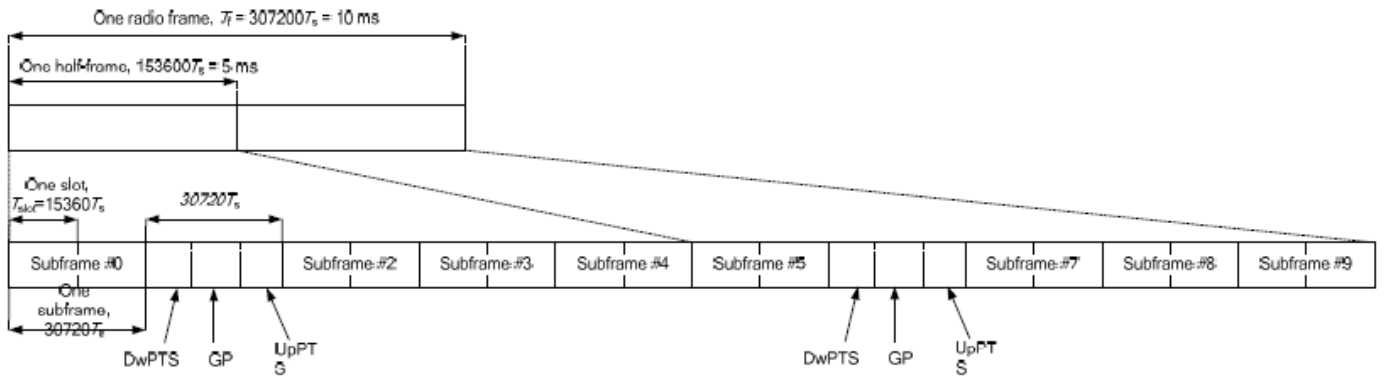 One radio frame, Tf = 307200Ts = 10 ms
One half-frame, 153600Ts = 5 ms
One slot,
Tslot=15360Ts
30720Ts
Subframe #0
Subframe #2
Subframe #3
Subframe #4
Subframe #5
Subframe #7
Subframe #8
Subframe #9
One
subframe,
30720Ts
DwPTS
GP
UpPT
S
DwPTS
GP
UpPT
S